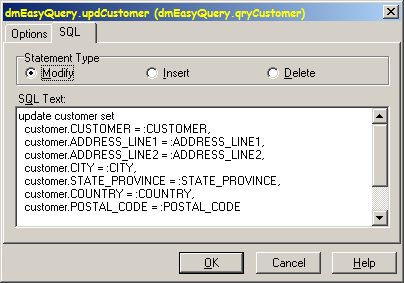 dmEasyQuery.updCustomer (dmEasyQuery.qryCustomer)
Options SQL
Statement Type
Modify Insert Delete
SQL Text:
update customer set
customer.CUSTOMER = :CUSTOMER,
customer.ADDRESS_LINE1 = :ADDRESS_LINE1,
customer.ADDRESS_LINE2 = :ADDRESS_LINE2,
customer.CITY = :CITY,
customer.STATE_PROVINCE = :STATE_PROVINCE,
customer.COUNTRY = :COUNTRY,
customer.POSTAL_CODE = :POSTAL_CODE
OK Cancel Help